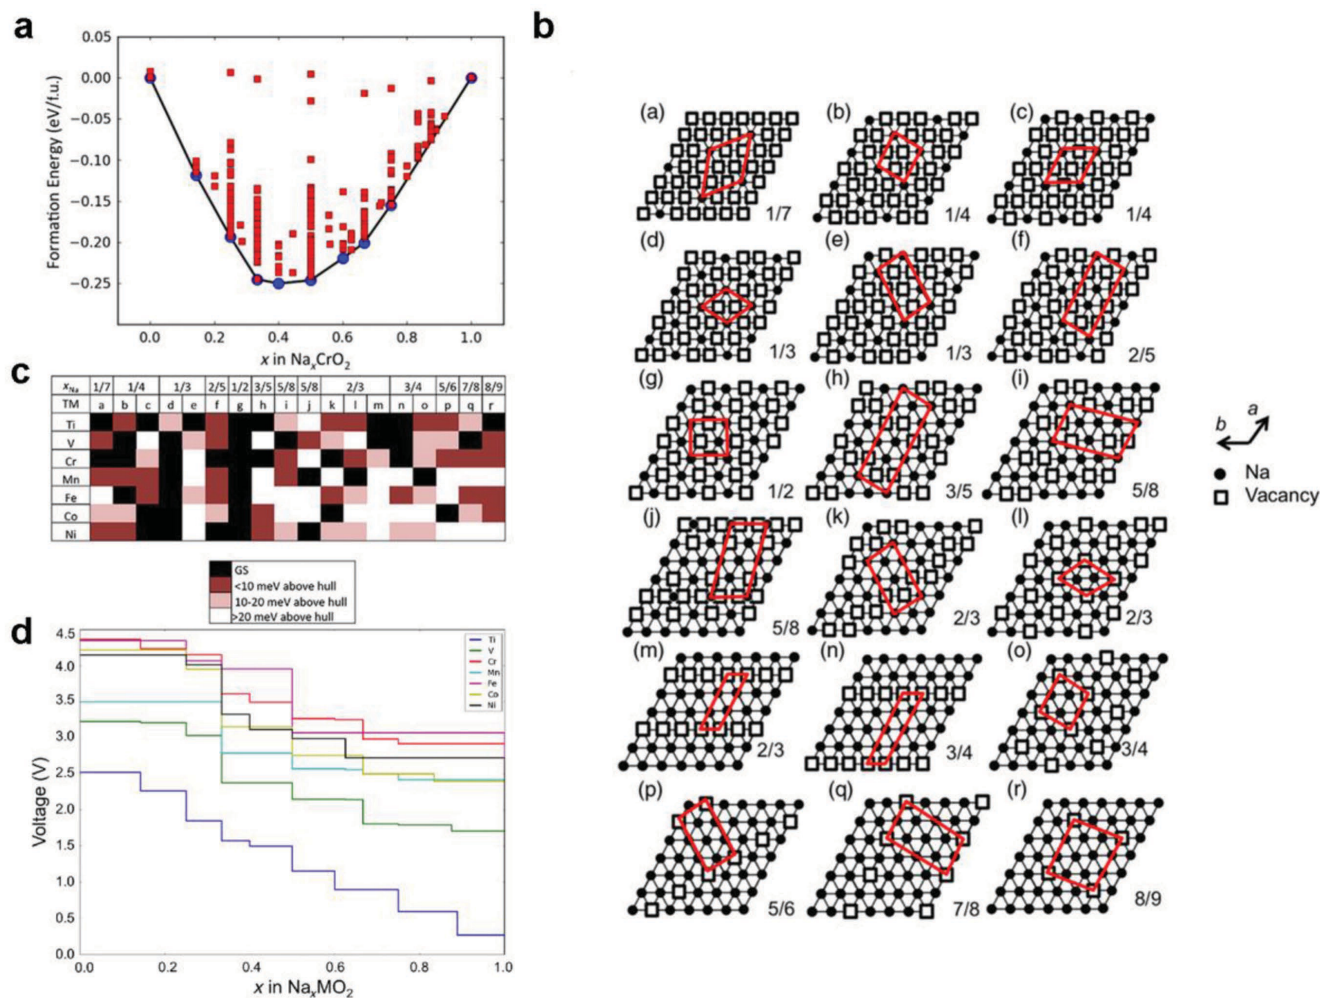 a
0.05
0.00
−0.05
−0.10
−0.15
−0.20
−0.25
Formation Energy (eV/f.u.)
0.0 0.2 0.4 0.6 0.8 1.0
x in NaxCrO2
b
(a) 1/7
(b) 1/4
(c) 1/4
(d) 1/3
(e) 1/3
(f) 2/5
(g) 1/2
(h) 3/5
(i) 5/8
(j) 5/8
(k) 2/3
(l) 2/3
(m) 2/3
(n) 3/4
(o) 3/4
(p) 5/6
(q) 7/8
(r) 8/9
b a
Na
Vacancy
c
xNa 1/7 1/4 1/3 2/5 1/2 3/5 5/8 5/8 2/3 3/4 5/6 7/8 8/9
TM a b c d e f g h i j k l m n o p q r
Ti
V
Cr
Mn
Fe
Co
Ni
GS
<10 meV above hull
10-20 meV above hull
>20 meV above hull
d
4.5
4.0
3.5
3.0
2.5
2.0
1.5
1.0
0.5
0.0
Voltage (V)
Ti
V
Cr
Mn
Fe
Co
Ni
0.0 0.2 0.4 0.6 0.8 1.0
x in NaxMO2